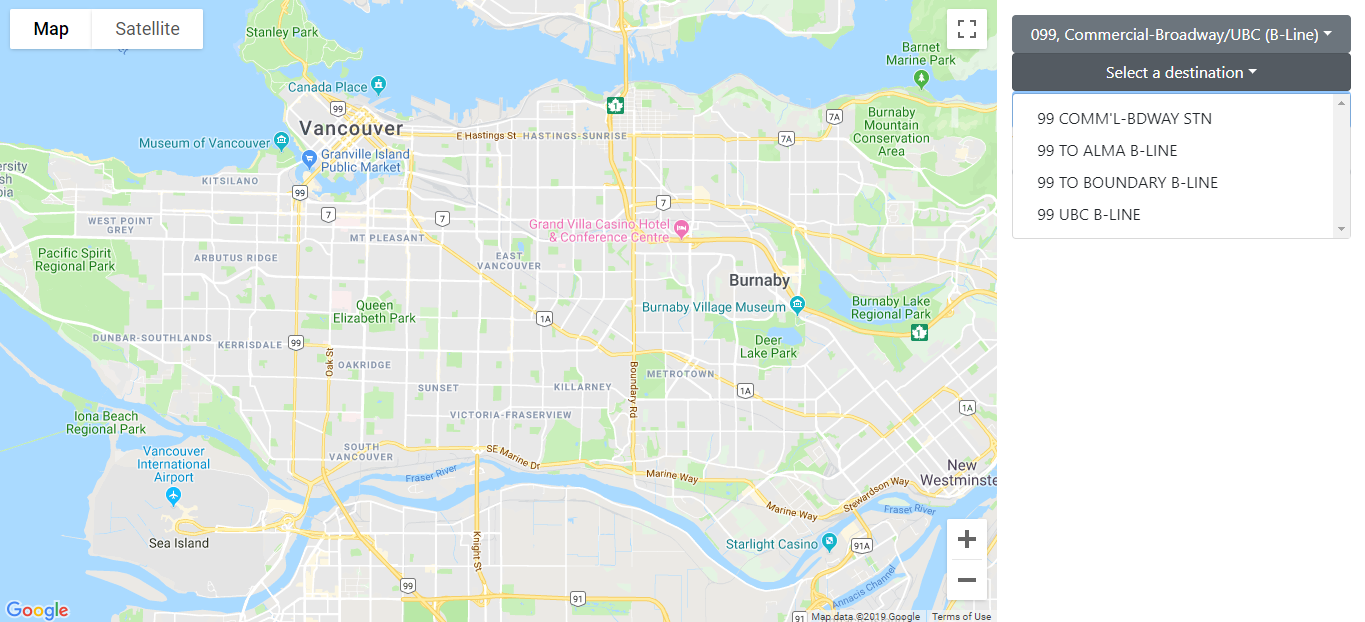 Map
Satellite
Stanley Park
Barnet
Marine Park
Canada Place
99
1
7A
Burnaby
Mountain
Conservation
Area
Vancouver
E Hastings St
HASTINGS-SUNRISE
7A
Museum of Vancouver
Granville Island
Public Market
ersity
sh
bia
KITSILANO
99
7
7
7
WEST POINT
GREY
Grand Villa Casino Hotel
& Conference Centre
MT PLEASANT
Pacific Spirit
Regional Park
ARBUTUS RIDGE
EAST
VANCOUVER
Burnaby
Queen
Elizabeth Park
Burnaby Village Museum
Burnaby Lake
Regional Park
1A
1
DUNBAR-SOUTHLANDS
KERRISDALE
99
Deer
Lake Park
Oak St
OAKRIDGE
Boundary Rd
METROTOWN
SUNSET
KILLARNEY
1A
1A
Iona Beach
Regional Park
VICTORIA-FRASERVIEW
Vancouver
International
Airport
SOUTH
VANCOUVER
SE Marine Dr
Fraser River
Marine Way
New
Westminste
Stewardson Way
Marine Way
Fraser River
Sea Island
Knight St
Starlight Casino
91A
Annacis Channel
99
91
91
Google
Map data ©2019 Google
Terms of Use
099, Commercial-Broadway/UBC (B-Line)
Select a destination
99 COMM'L-BDWAY STN
99 TO ALMA B-LINE
99 TO BOUNDARY B-LINE
99 UBC B-LINE